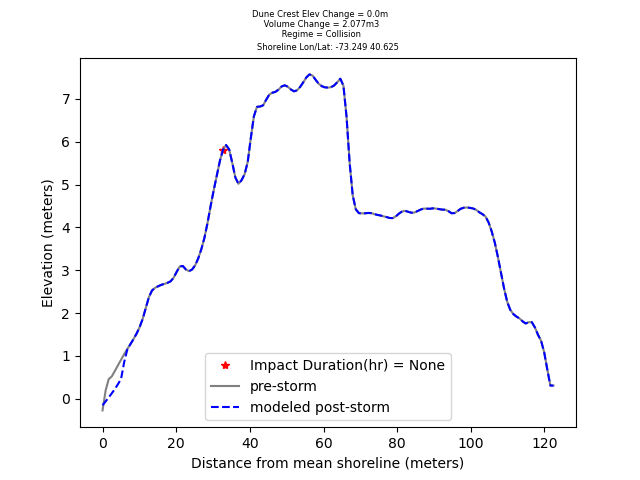 Dune Crest Elev Change = 0.0m
Volume Change = 2.077m3
Regime = Collision
Shoreline Lon/Lat: -73.249 40.625
7
6
5
4
3
2
1
0
Elevation (meters)
Impact Duration(hr) = None
pre-storm
modeled post-storm
0 20 40 60 80 100 120
Distance from mean shoreline (meters)